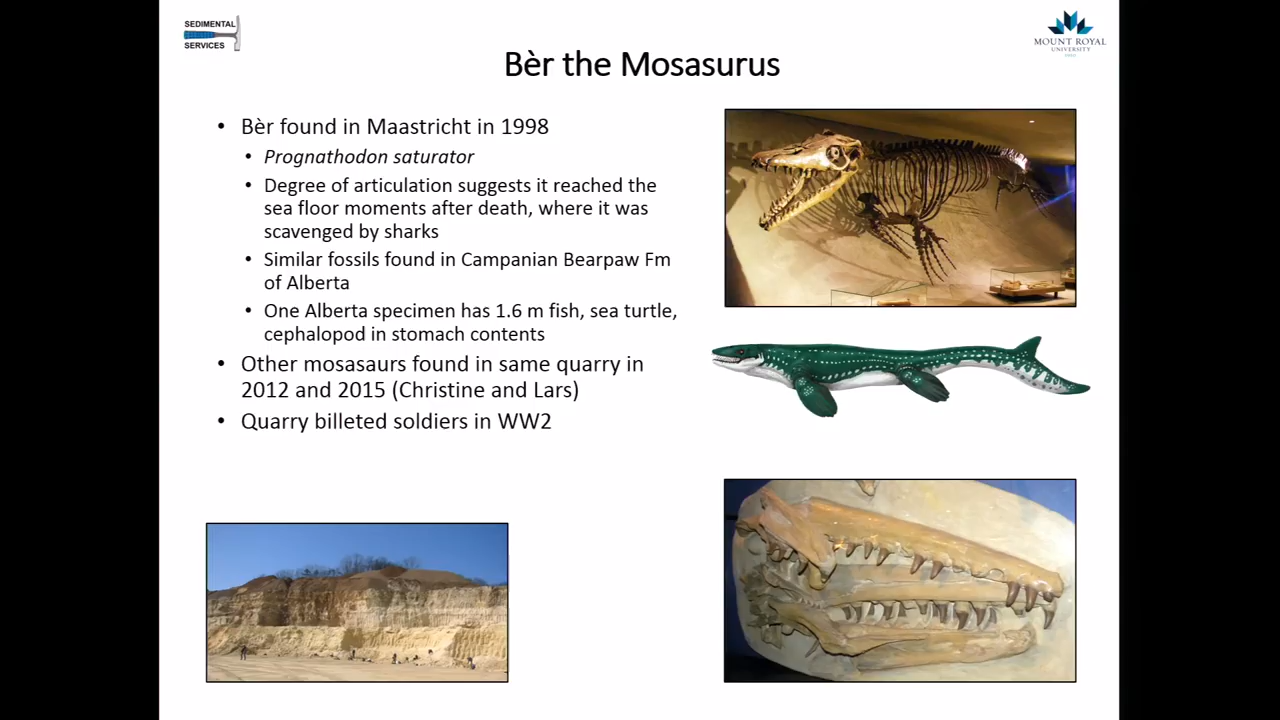 SEDIMENTAL
SERVICES
MOUNT ROYAL
UNIVERSITY
Bèr the Mosasurus
• Bèr found in Maastricht in 1998
• Prognathodon saturator
• Degree of articulation suggests it reached the
sea floor moments after death, where it was
scavenged by sharks
• Similar fossils found in Campanian Bearpaw Fm
of Alberta
• One Alberta specimen has 1.6 m fish, sea turtle,
cephalopod in stomach contents
• Other mosasaurs found in same quarry in
2012 and 2015 (Christine and Lars)
• Quarry billeted soldiers in WW2